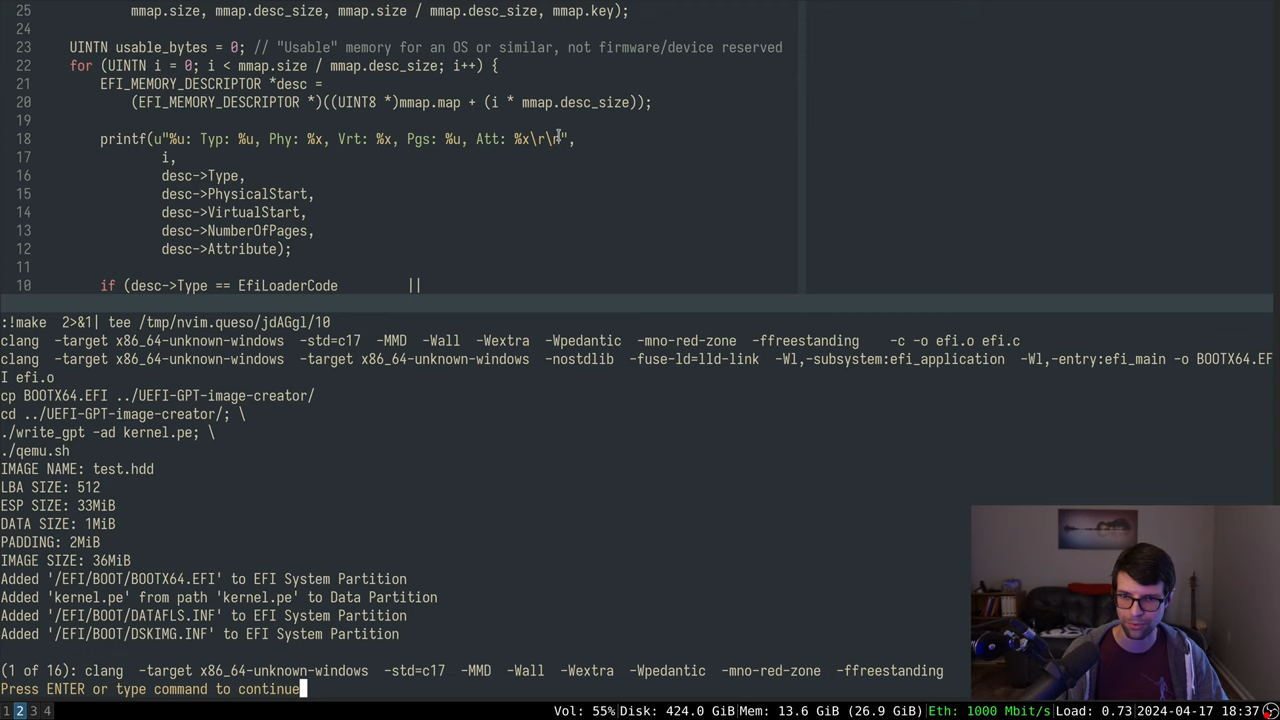 25              mmap.size, mmap.desc_size, mmap.size / mmap.desc_size, mmap.key);
24
23      UINTN usable_bytes = 0; // "Usable" memory for an OS or similar, not firmware/device reserved
22      for (UINTN i = 0; i < mmap.size / mmap.desc_size; i++) {
21          EFI_MEMORY_DESCRIPTOR *desc =
20              (EFI_MEMORY_DESCRIPTOR *)((UINT8 *)mmap.map + (i * mmap.desc_size));
19
18          printf(u"%u: Typ: %u, Phy: %x, Vrt: %x, Pgs: %u, Att: %x\r\n",
17                  i,
16                  desc->Type,
15                  desc->PhysicalStart,
14                  desc->VirtualStart,
13                  desc->NumberOfPages,
12                  desc->Attribute);
11
10          if (desc->Type == EfiLoaderCode         ||
:!make  2>&1| tee /tmp/nvim.queso/jdAGgl/10
clang  -target x86_64-unknown-windows  -std=c17  -MMD  -Wall  -Wextra  -Wpedantic  -mno-red-zone  -ffreestanding    -c -o efi.o efi.c
clang  -target x86_64-unknown-windows  -target x86_64-unknown-windows  -nostdlib  -fuse-ld=lld-link  -Wl,-subsystem:efi_application  -Wl,-entry:efi_main -o BOOTX64.EF
I efi.o
cp BOOTX64.EFI ../UEFI-GPT-image-creator/
cd ../UEFI-GPT-image-creator/; \
./write_gpt -ad kernel.pe; \
./qemu.sh
IMAGE NAME: test.hdd
LBA SIZE: 512
ESP SIZE: 33MiB
DATA SIZE: 1MiB
PADDING: 2MiB
IMAGE SIZE: 36MiB
Added '/EFI/BOOT/BOOTX64.EFI' to EFI System Partition
Added 'kernel.pe' from path 'kernel.pe' to Data Partition
Added '/EFI/BOOT/DATAFLS.INF' to EFI System Partition
Added '/EFI/BOOT/DSKIMG.INF' to EFI System Partition
(1 of 16): clang  -target x86_64-unknown-windows  -std=c17  -MMD  -Wall  -Wextra  -Wpedantic  -mno-red-zone  -ffreestanding
Press ENTER or type command to continue
1 2 3 4 Vol: 55% Disk: 424.0 GiB Mem: 13.6 GiB (26.9 GiB) Eth: 1000 Mbit/s Load: 0.73 2024-04-17 18:37